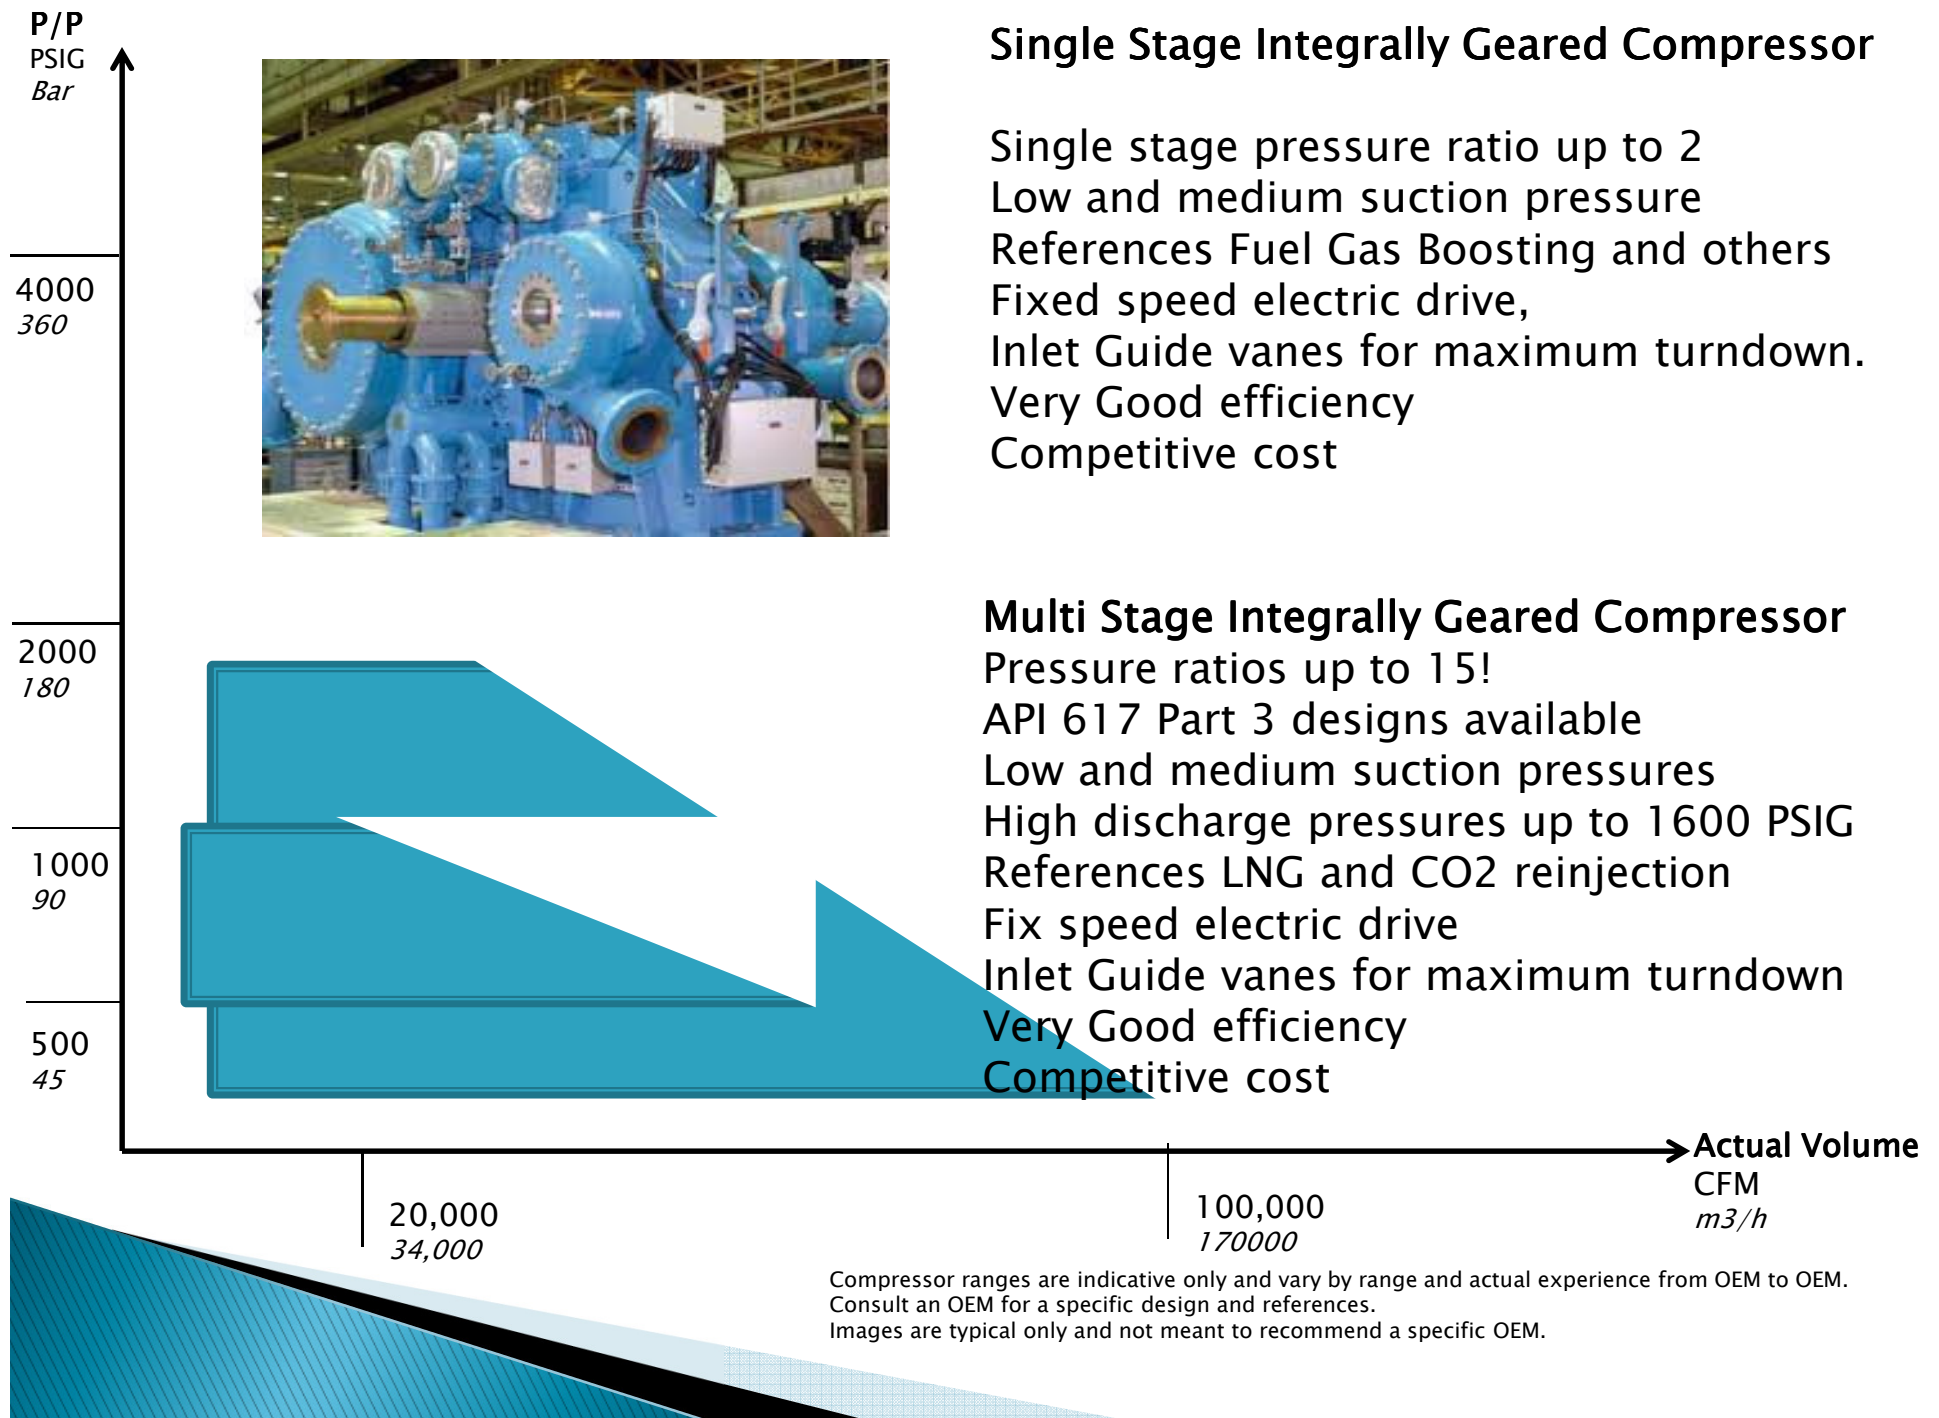 P/P
PSIG
Bar
Single Stage Integrally Geared Compressor
Single stage pressure ratio up to 2
Low and medium suction pressure
References Fuel Gas Boosting and others
Fixed speed electric drive,
Inlet Guide vanes for maximum turndown.
Very Good efficiency
Competitive cost
4000
360
2000
180
1000
90
500
45
Multi Stage Integrally Geared Compressor
Pressure ratios up to 15!
API 617 Part 3 designs available
Low and medium suction pressures
High discharge pressures up to 1600 PSIG
References LNG and CO2 reinjection
Fix speed electric drive
Inlet Guide vanes for maximum turndown
Very Good efficiency
Competitive cost
Actual Volume
CFM
m3/h
20,000
34,000
100,000
170000
Compressor ranges are indicative only and vary by range and actual experience from OEM to OEM.
Consult an OEM for a specific design and references.
Images are typical only and not meant to recommend a specific OEM.